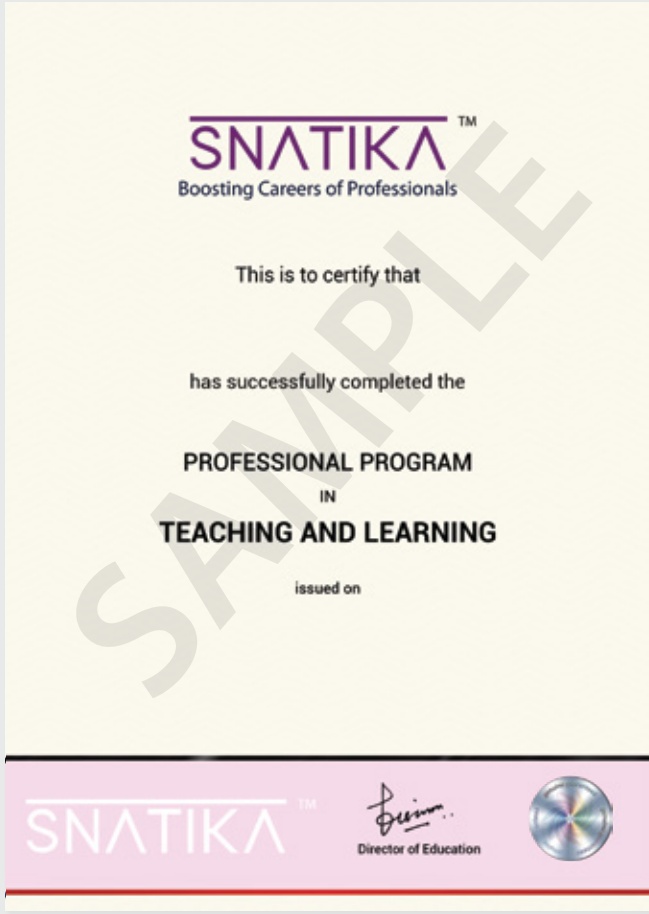 SNATIKA ™
Boosting Careers of Professionals
This is to certify that
has successfully completed the
PROFESSIONAL PROGRAM
IN
TEACHING AND LEARNING
issued on
SAMPLE
SNATIKA ™
Director of Education